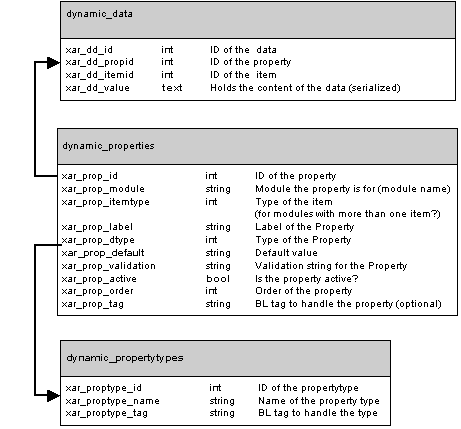 dynamic_data
xar_dd_id int ID of the data
xar_dd_propid int ID of the property
xar_dd_itemid int ID of the item
xar_dd_value text Holds the content of the data (serialized)
dynamic_properties
xar_prop_id int ID of the property
xar_prop_module string Module the property is for (module name)
xar_prop_itemtype int Type of the item
(for modules with more than one item?)
xar_prop_label string Label of the Property
xar_prop_dtype int Type of the Property
xar_prop_default string Default value
xar_prop_validation string Validation string for the Property
xar_prop_active bool Is the property active?
xar_prop_order int Order of the property
xar_prop_tag string BL tag to handle the property (optional)
dynamic_propertytypes
xar_proptype_id int ID of the propertytype
xar_proptype_name string Name of the property type
xar_proptype_tag string BL tag to handle the type